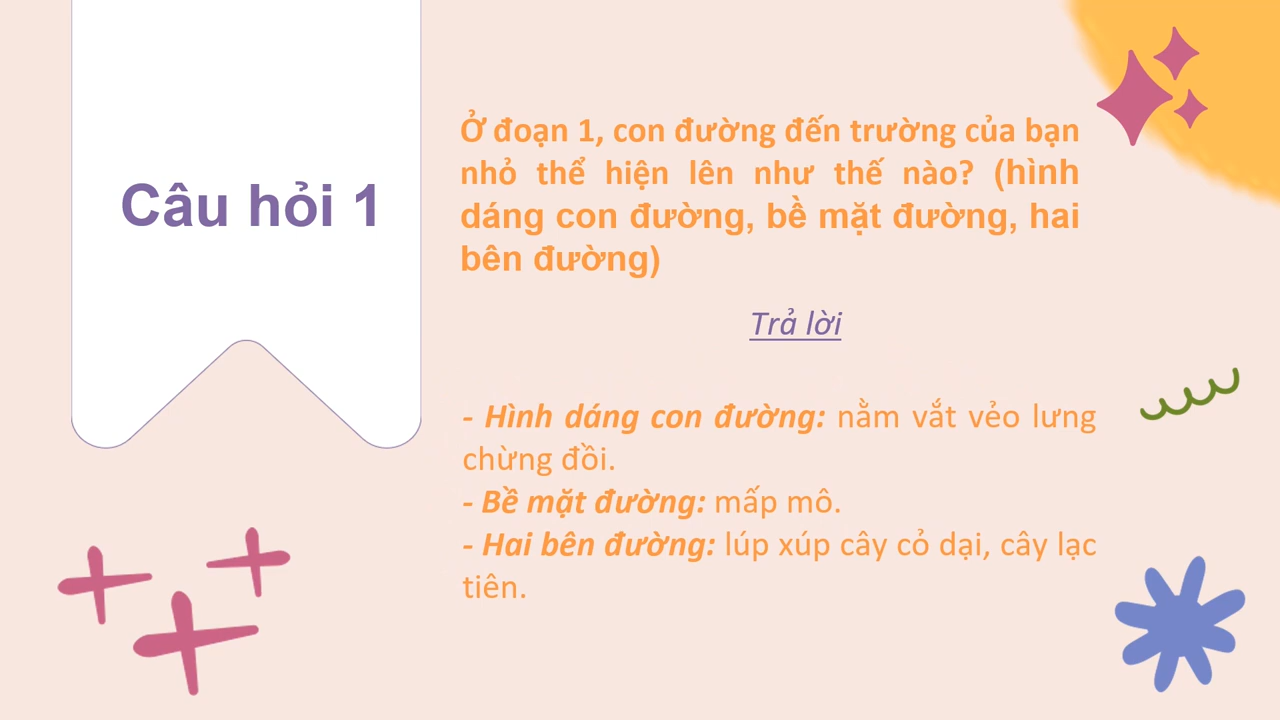 Câu hỏi 1
Ở đoạn 1, con đường đến trường của bạn
nhỏ thể hiện lên như thế nào? (hình
dáng con đường, bề mặt đường, hai
bên đường)
Trả lời
- Hình dáng con đường: nằm vắt vẻo lưng
chừng đồi.
- Bề mặt đường: mấp mô.
- Hai bên đường: lúp xúp cây cỏ dại, cây lạc
tiên.